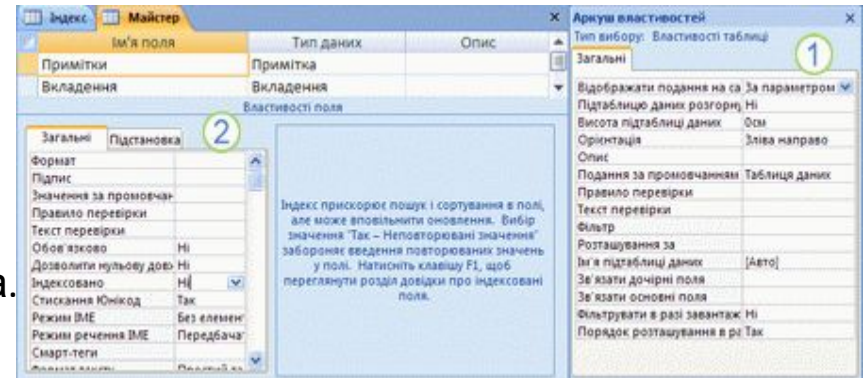 Індекс Майстер
Ім'я поля Тип даних Опис
Примітки Примітка
Вкладення Вкладення
Властивості поля
Загальні Підстановка 2
Формат
Підпис
Значення за промовчан
Правило перевірки
Текст перевірки
Обов'язково Ні
Дозволити нульову дов Ні
Індексовано Ні
Стискання Юнікод Так
Режим IME Без елемен
Режим речення IME Передбача
Смарт-теги
а.
Індекс прискорює пошук і сортування в полі,
але може вповільнити оновлення. Вибір
значення "Так – Неповторювані значення"
забороняє введення повторюваних значень
у полі. Натисніть клавішу F1, щоб
переглянути розділ довідки про індексовані
поля.
Аркуш властивостей
Тип вибору: Властивості таблиці
Загальні 1
Відображати подання на са За параметром
Підтаблицю даних розгорну Ні
Висота підтаблиці даних 0см
Орієнтація Зліва направо
Опис
Подання за промовчанням Таблиця даних
Правило перевірки
Текст перевірки
Фільтр
Розташування за
Ім'я підтаблиці даних [Авто]
Зв'язати дочірні поля
Зв'язати основні поля
Фільтрувати в разі завантаж Ні
Порядок розташування в ра Так